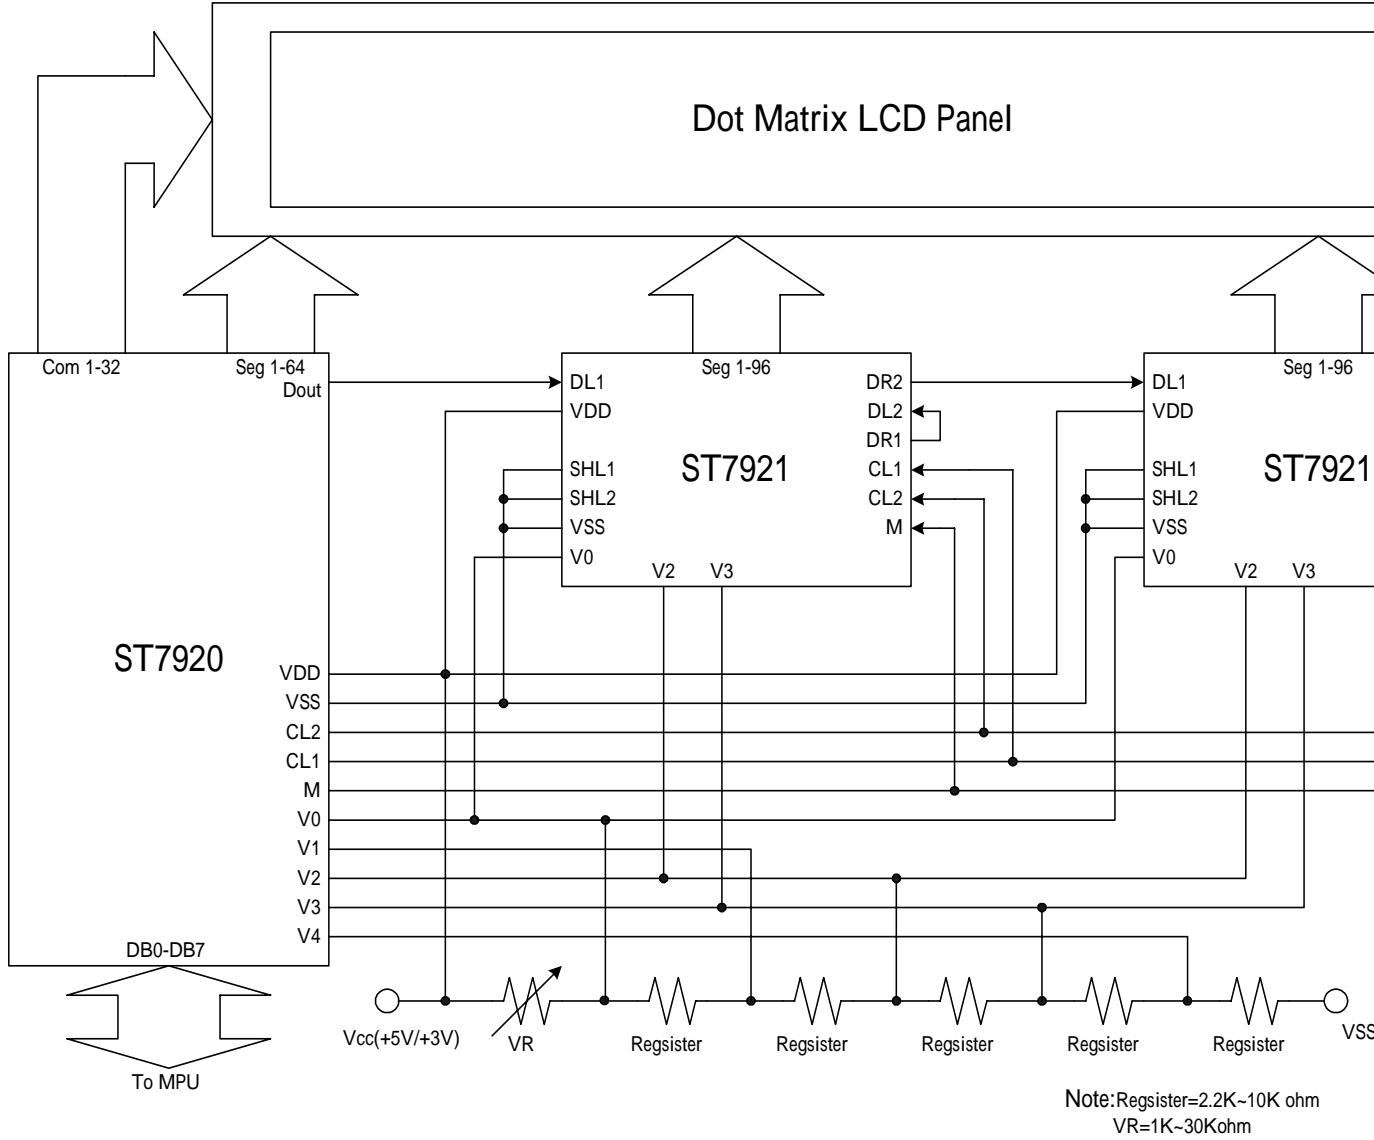 Dot Matrix LCD Panel
Com 1-32
Seg 1-64
Dout
Seg 1-96
DL1
VDD
SHL1
SHL2
VSS
V0
ST7921
DR2
DL2
DR1
CL1
CL2
M
V2
V3
Seg 1-96
DL1
VDD
SHL1
SHL2
VSS
V0
ST7921
V2
V3
ST7920
VDD
VSS
CL2
CL1
M
V0
V1
V2
V3
V4
DB0-DB7
To MPU
Vcc(+5V/+3V)
VR
Regsister
Regsister
Regsister
Regsister
Regsister
VSS
Note:Regsister=2.2K~10K ohm
VR=1K~30Kohm